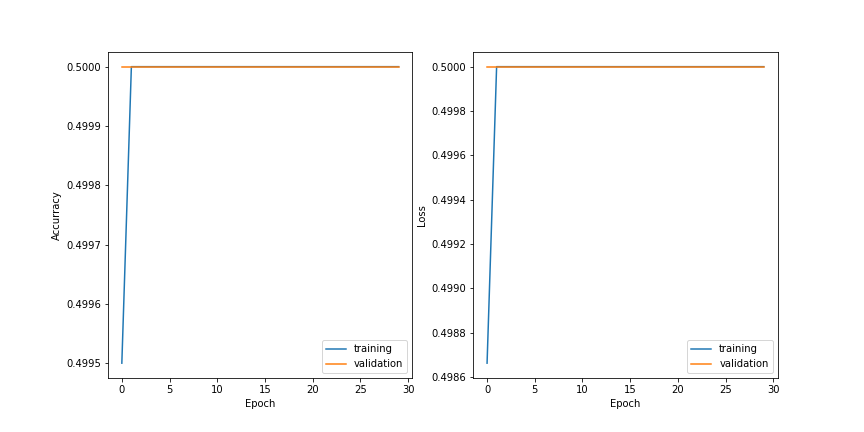 0.5000
0.4999
0.4998
0.4997
0.4996
0.4995
Accurracy
0 5 10 15 20 25 30
Epoch
training
validation
0.5000
0.4998
0.4996
0.4994
0.4992
0.4990
0.4988
0.4986
Loss
0 5 10 15 20 25 30
Epoch
training
validation